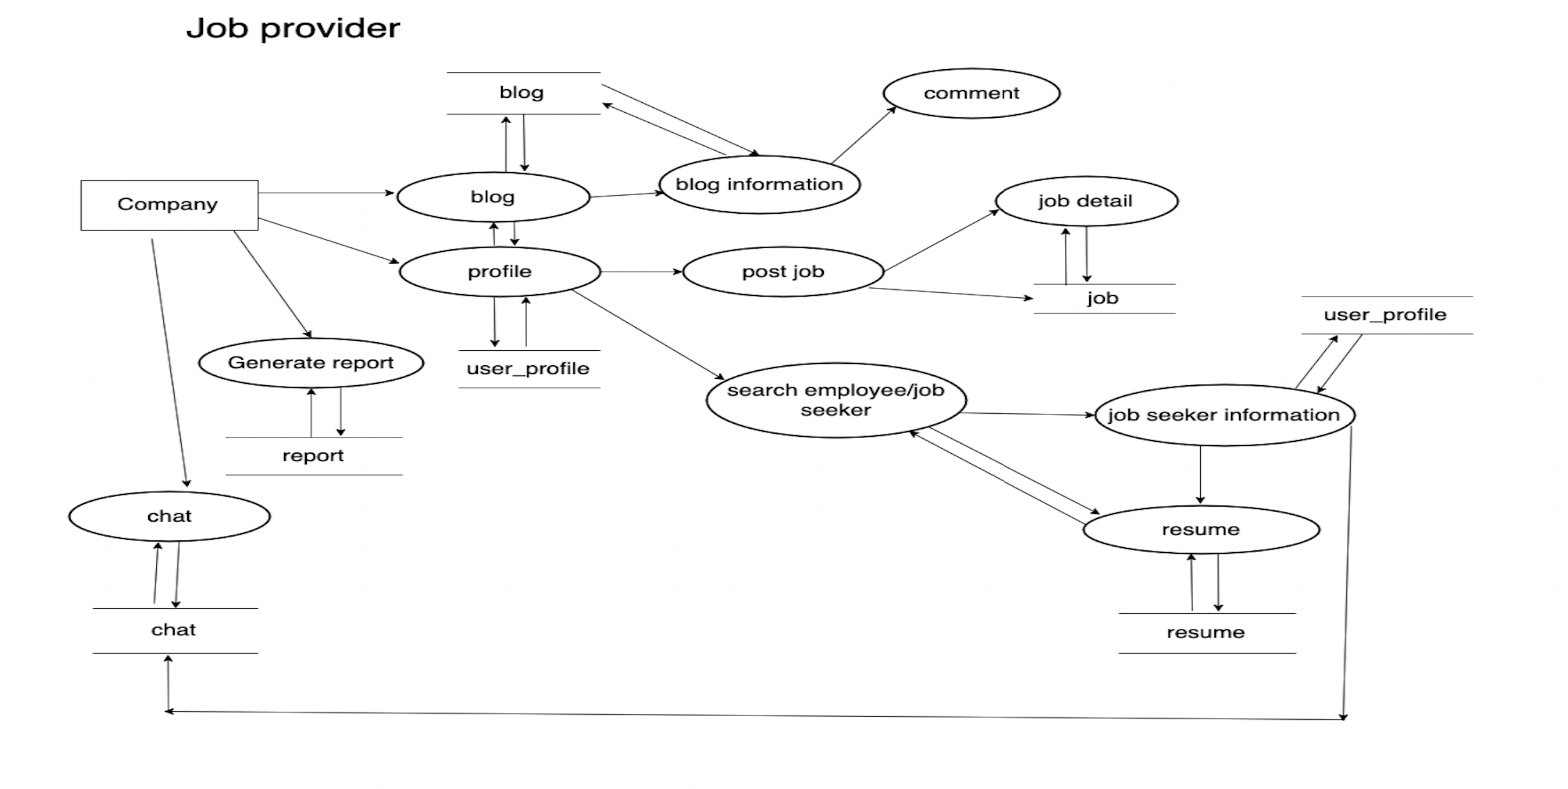 Job provider
blog
comment
Company
blog
blog information
job detail
profile
post job
job
user_profile
Generate report
user_profile
search employee/job
seeker
job seeker information
report
chat
resume
chat
resume